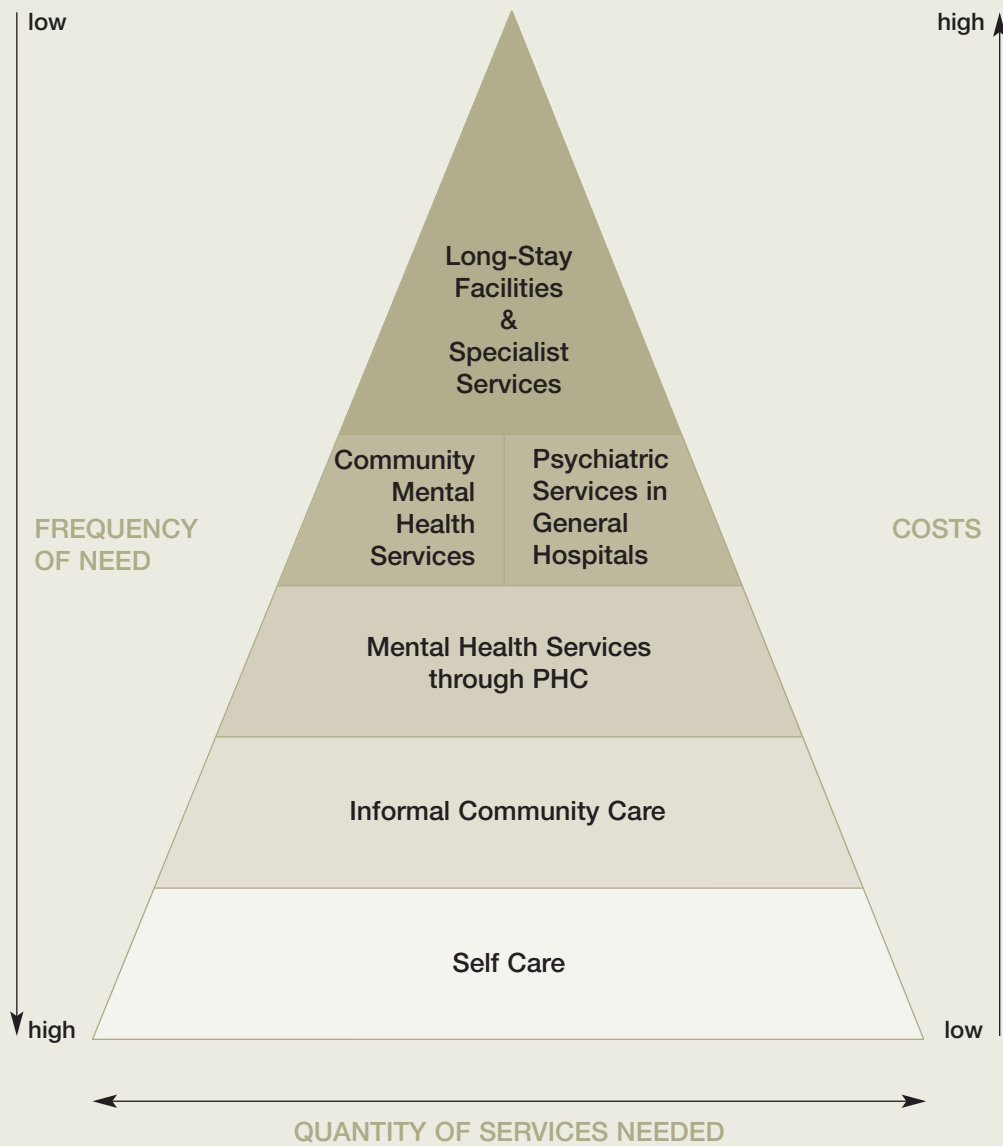 low
high
Long-Stay
Facilities
&
Specialist
Services
Community
Mental
Health
Services
Psychiatric
Services in
General
Hospitals
FREQUENCY
OF NEED
COSTS
Mental Health Services
through PHC
Informal Community Care
Self Care
high
low
QUANTITY OF SERVICES NEEDED